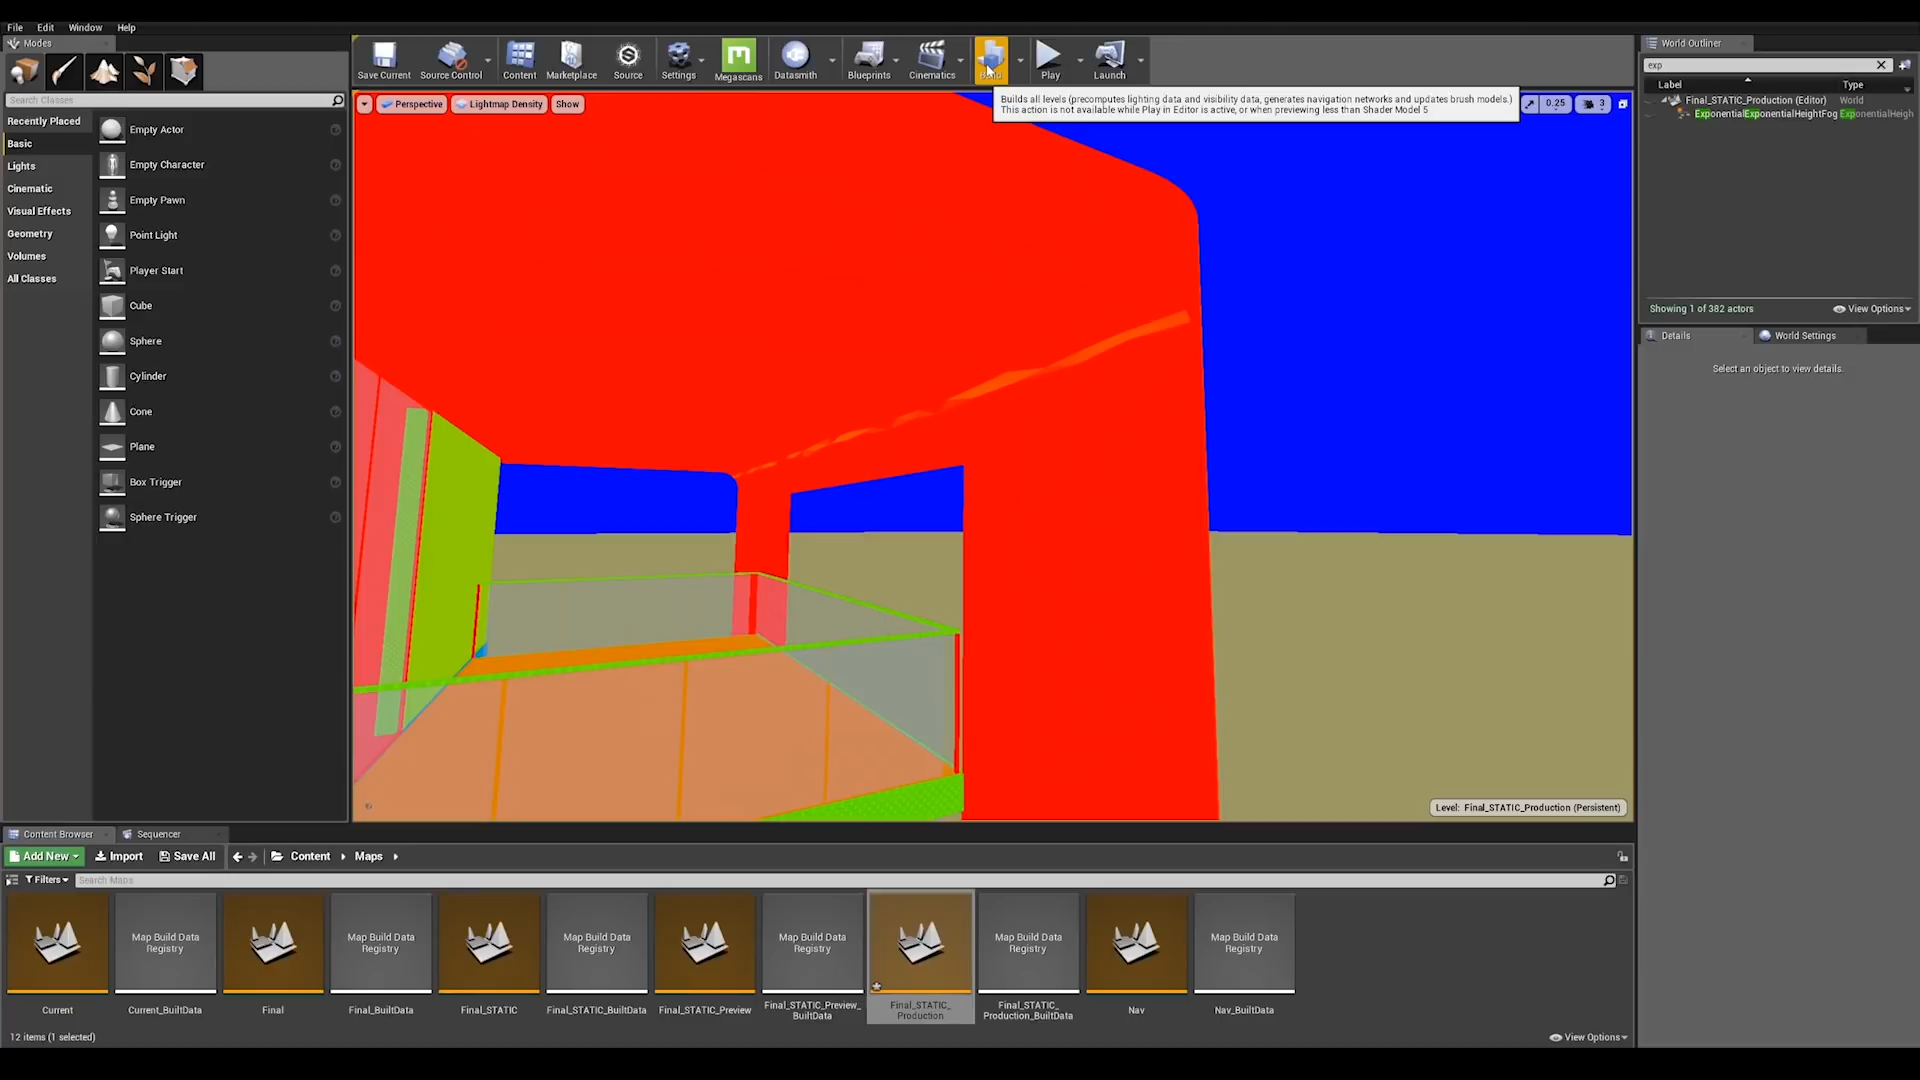 File Edit Window Help
Modes
Save Current
Source Control
Content
Marketplace
Source
Settings
Megascans
Datasmith
Blueprints
Cinematics
Build
Play
Launch
Builds all levels (precomputes lighting data and visibility data, generates navigation networks and updates brush models.)
This action is not available while Play in Editor is active, or when previewing less than Shader Model 5
Search Classes
Recently Placed
Basic
Lights
Cinematic
Visual Effects
Geometry
Volumes
All Classes
Empty Actor
Empty Character
Empty Pawn
Point Light
Player Start
Cube
Sphere
Cylinder
Cone
Plane
Box Trigger
Sphere Trigger
Perspective
Lightmap Density
Show
0.25
3
Level: Final_STATIC_Production (Persistent)
World Outliner
exp
Label
Type
Final_STATIC_Production (Editor) World
ExponentialExponentialHeightFog ExponentialHeigh
Showing 1 of 382 actors
View Options
Details
World Settings
Select an object to view details.
Content Browser
Sequencer
Add New
Import
Save All
Content
Maps
Filters
Search Maps
Map Build Data
Registry
Map Build Data
Registry
Map Build Data
Registry
Map Build Data
Registry
Map Build Data
Registry
Map Build Data
Registry
Current
Current_BuiltData
Final
Final_BuiltData
Final_STATIC
Final_STATIC_BuiltData
Final_STATIC_Preview
Final_STATIC_Preview_
BuiltData
Final_STATIC_
Production
Final_STATIC_
Production_BuiltData
Nav
Nav_BuiltData
12 items (1 selected)
View Options